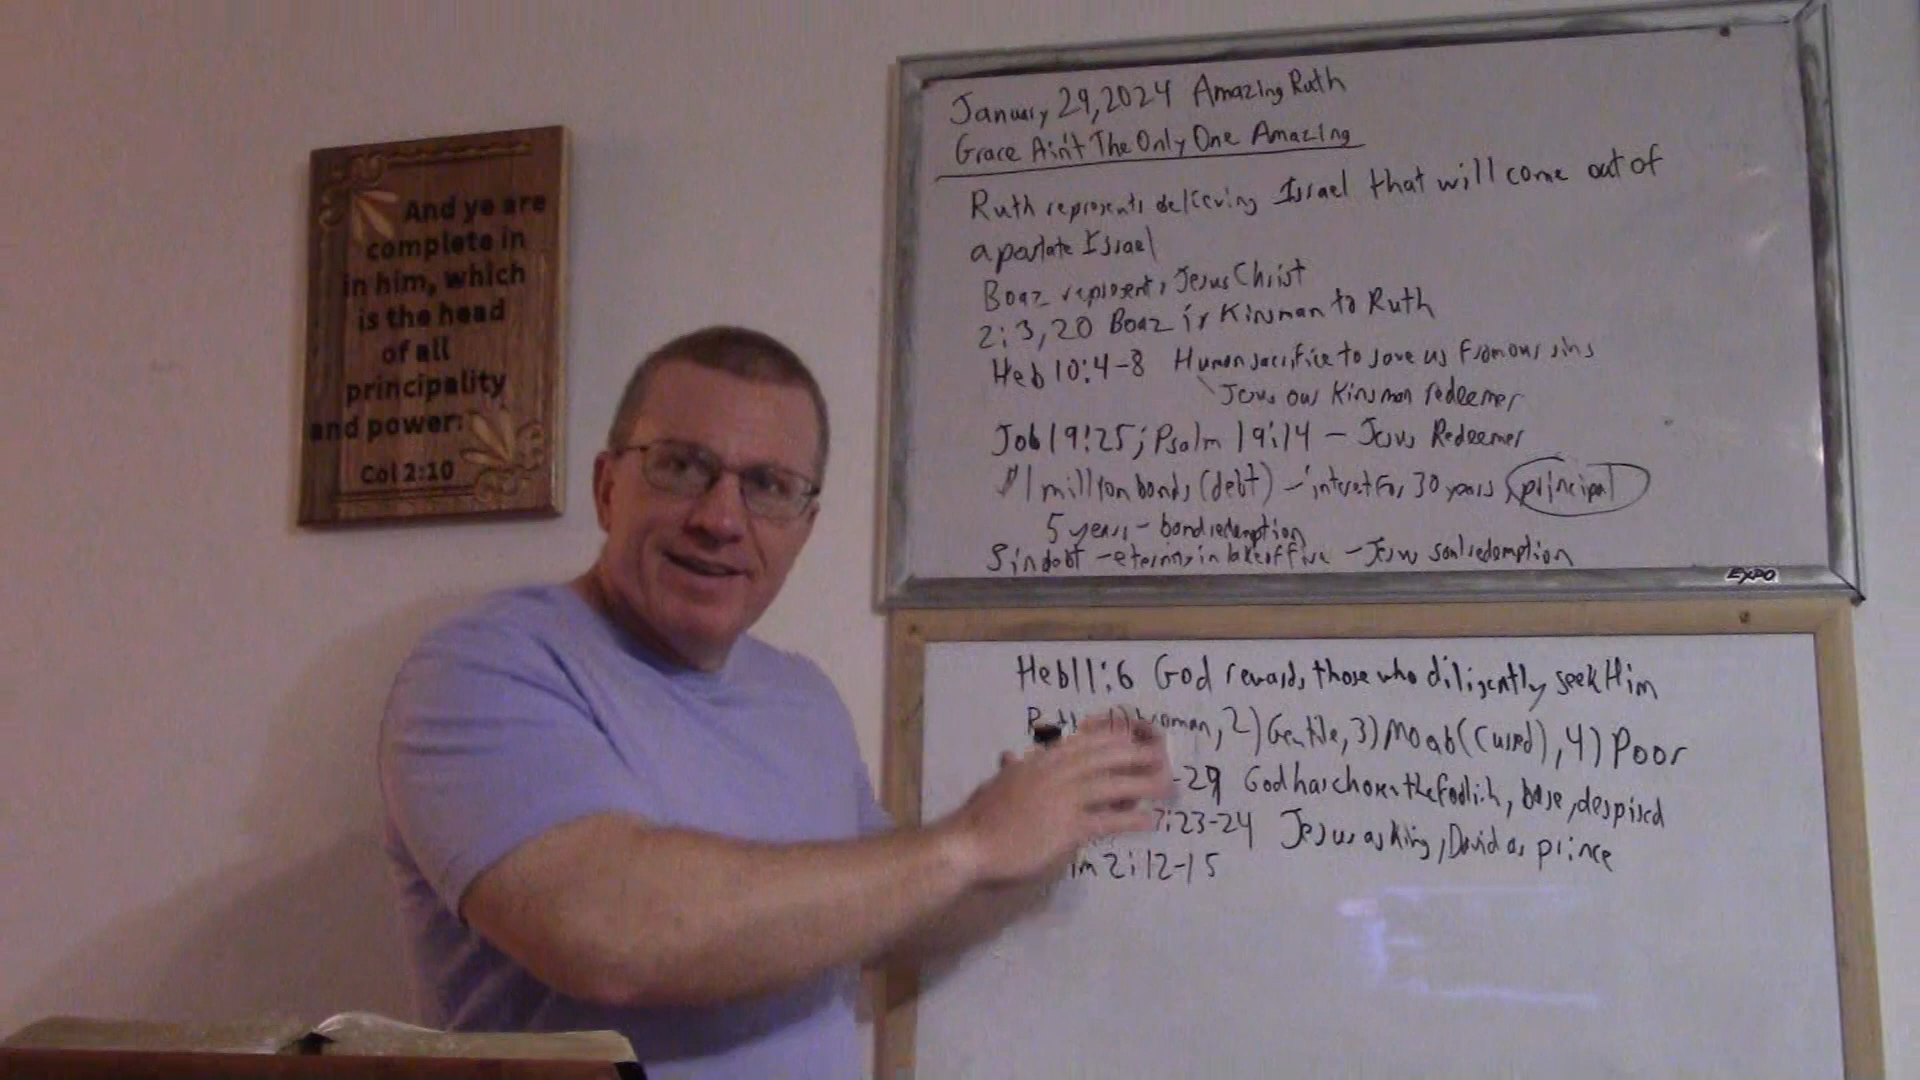 And ye are
complete in
in him, which
is the head
of all
principality
and power:
Col 2:10
January 29, 2024 Amazing Ruth
Grace Ain't The Only One Amazing
Ruth represents believing Israel that will come out of
apostate Israel
Boaz represents Jesus Christ
2:3,20 Boaz is Kinsman to Ruth
Heb 10:4-8 Human sacrifice to save us from our sins
Jesus our Kinsman redeemer
Job 19:25; Psalm 19:14 - Jesus Redeemer
$1 million bonds (debt) - interest for 30 years, principal
5 years - bond redemption
Sin debt - eternity in lake of fire - Jesus soul redemption
EXPO
Heb 11:6 God rewards those who diligently seek Him
Ruth 1) Woman, 2) Gentile, 3) Moab (Cursed), 4) Poor
-29 God has chosen the foolish, base, despised
7:23-24 Jesus as King, David as prince
2:12-15